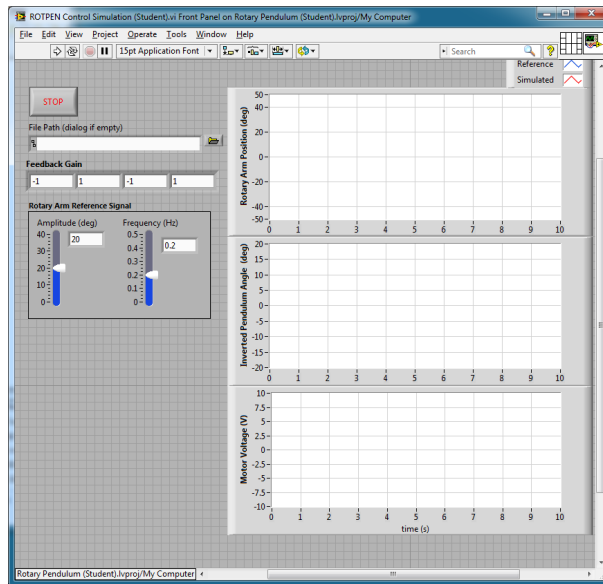 ROTPEN Control Simulation (Student).vi Front Panel on Rotary Pendulum (Student).lvproj/My Computer
File Edit View Project Operate Tools Window Help
15pt Application Font
Search
?
Reference
Simulated
STOP
File Path (dialog if empty)
Feedback Gain
-1 1 -1 1
Rotary Arm Reference Signal
Amplitude (deg) Frequency (Hz)
20
0.2
40
30
20
10
0
0.5
0.4
0.3
0.2
0.1
0
Rotary Arm Position (deg)
50
40
20
0
-20
-40
-50
0 1 2 3 4 5 6 7 8 9 10
Inverted Pendulum Angle (deg)
20
15
10
5
0
-5
-10
-15
-20
0 1 2 3 4 5 6 7 8 9 10
Motor Voltage (V)
10
7.5
5
2.5
0
-2.5
-5
-7.5
-10
0 1 2 3 4 5 6 7 8 9 10
time (s)
Rotary Pendulum (Student).lvproj/My Computer